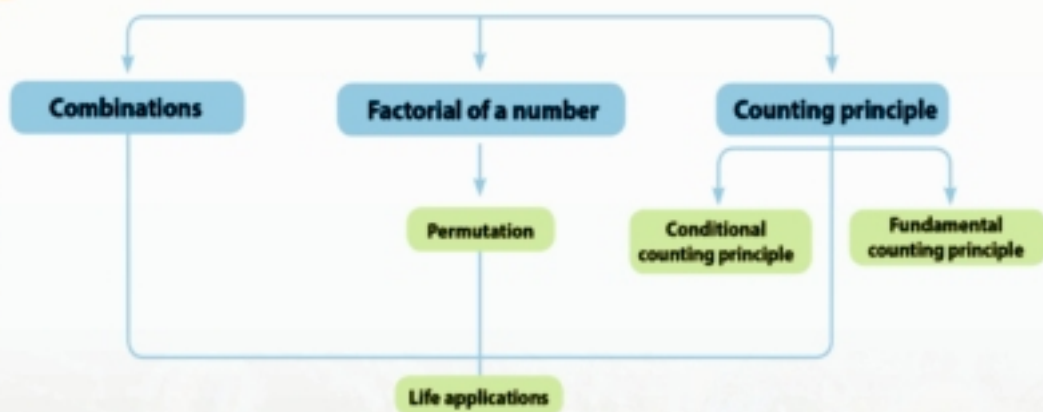 Combinations
Factorial of a number
Counting principle
Permutation
Conditional
counting principle
Fundamental
counting principle
Life applications